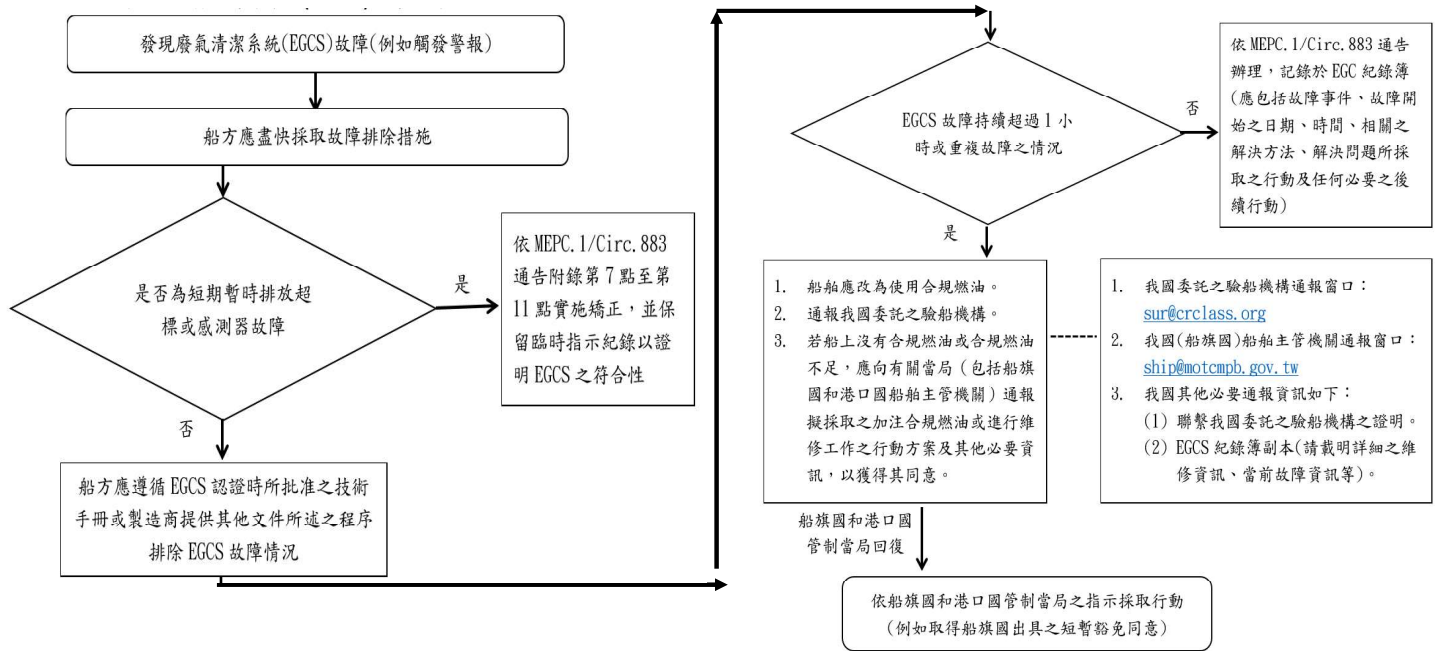 發現廢氣清潔系統(EGCS)故障(例如觸發警報)
船方應盡快採取故障排除措施
是否為短期暫時排放超
標或感測器故障
是
依 MEPC.1/Circ.883
通告附錄第 7 點至第
11 點實施矯正，並保
留臨時指示紀錄以證
明 EGCS 之符合性
否
船方應遵循 EGCS 認證時所批准之技術
手冊或製造商提供其他文件所述之程序
排除 EGCS 故障情況
EGCS 故障持續超過 1 小
時或重複故障之情況
否
依 MEPC.1/Circ.883 通告
辦理，記錄於 EGC 紀錄簿
(應包括故障事件、故障開
始之日期、時間、相關之
解決方法、解決問題所採
取之行動及任何必要之後
續行動)
是
1. 船舶應改為使用合規燃油。
2. 通報我國委託之驗船機構。
3. 若船上沒有合規燃油或合規燃油
不足，應向有關當局（包括船旗
國和港口國船舶主管機關）通報
擬採取之加注合規燃油或進行維
修工作之行動方案及其他必要資
訊，以獲得其同意。
1. 我國委託之驗船機構通報窗口：
sur@crclass.org
2. 我國(船旗國)船舶主管機關通報窗口：
ship@motcmpb.gov.tw
3. 我國其他必要通報資訊如下：
(1) 聯繫我國委託之驗船機構之證明。
(2) EGCS 紀錄簿副本(請載明詳細之維
修資訊、當前故障資訊等)。
船旗國和港口國
管制當局回復
依船旗國和港口國管制當局之指示採取行動
(例如取得船旗國出具之短暫豁免同意)